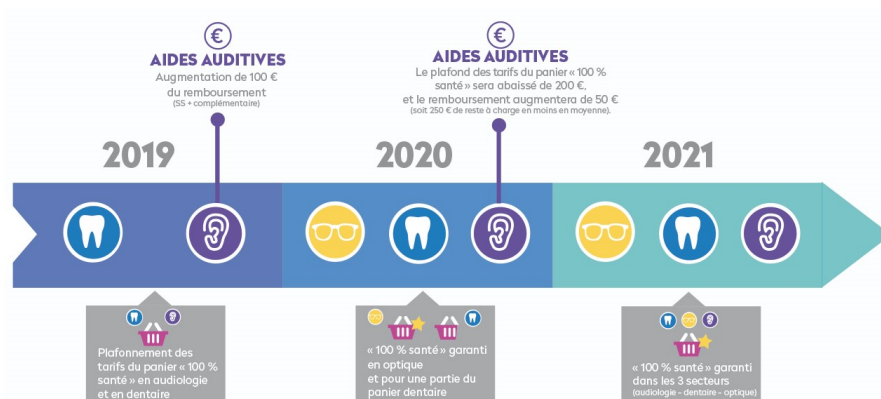 €
AIDES AUDITIVES
Augmentation de 100 €
du remboursement
(SS + complémentaire)
€
AIDES AUDITIVES
Le plafond des tarifs du panier « 100 %
santé » sera abaissé de 200 €,
et le remboursement augmentera de 50 €
(soit 250 € de reste à charge en moins en moyenne).
2019
2020
2021
Plafonnement des
tarifs du panier « 100 %
santé » en audiologie
et en dentaire
« 100 % santé » garanti
en optique
et pour une partie du
panier dentaire
« 100 % santé » garanti
dans les 3 secteurs
(audiologie – dentaire – optique)